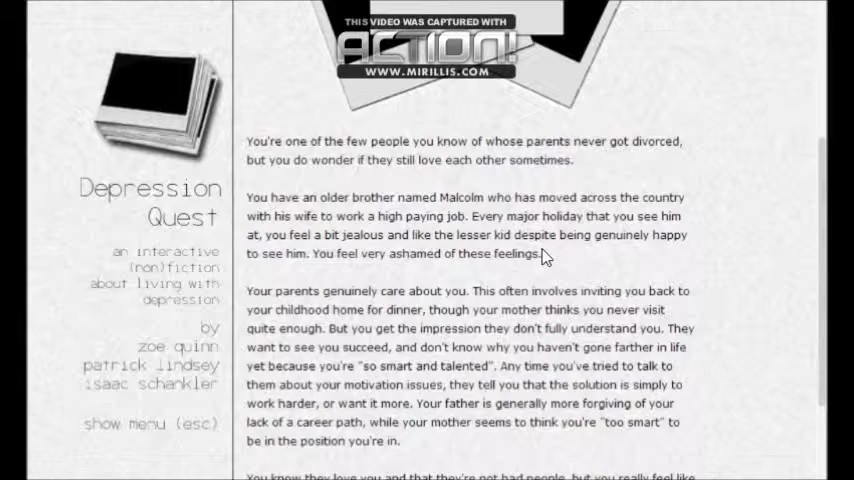 THIS VIDEO WAS CAPTURED WITH
ACTION!
WWW.MIRILLIS.COM
Depression
Quest
an interactive
(non)fiction
about living with
depression
by
zoe quinn
patrick lindsey
isaac schankler
show menu (esc)
You're one of the few people you know of whose parents never got divorced,
but you do wonder if they still love each other sometimes.
You have an older brother named Malcolm who has moved across the country
with his wife to work a high paying job. Every major holiday that you see him
at, you feel a bit jealous and like the lesser kid despite being genuinely happy
to see him. You feel very ashamed of these feelings.
Your parents genuinely care about you. This often involves inviting you back to
your childhood home for dinner, though your mother thinks you never visit
quite enough. But you get the impression they don't fully understand you. They
want to see you succeed, and don't know why you haven't gone farther in life
yet because you're "so smart and talented". Any time you've tried to talk to
them about your motivation issues, they tell you that the solution is simply to
work harder, or want it more. Your father is generally more forgiving of your
lack of a career path, while your mother seems to think you're "too smart" to
be in the position you're in.
You know they love you and that they're not bad people, but you really feel like